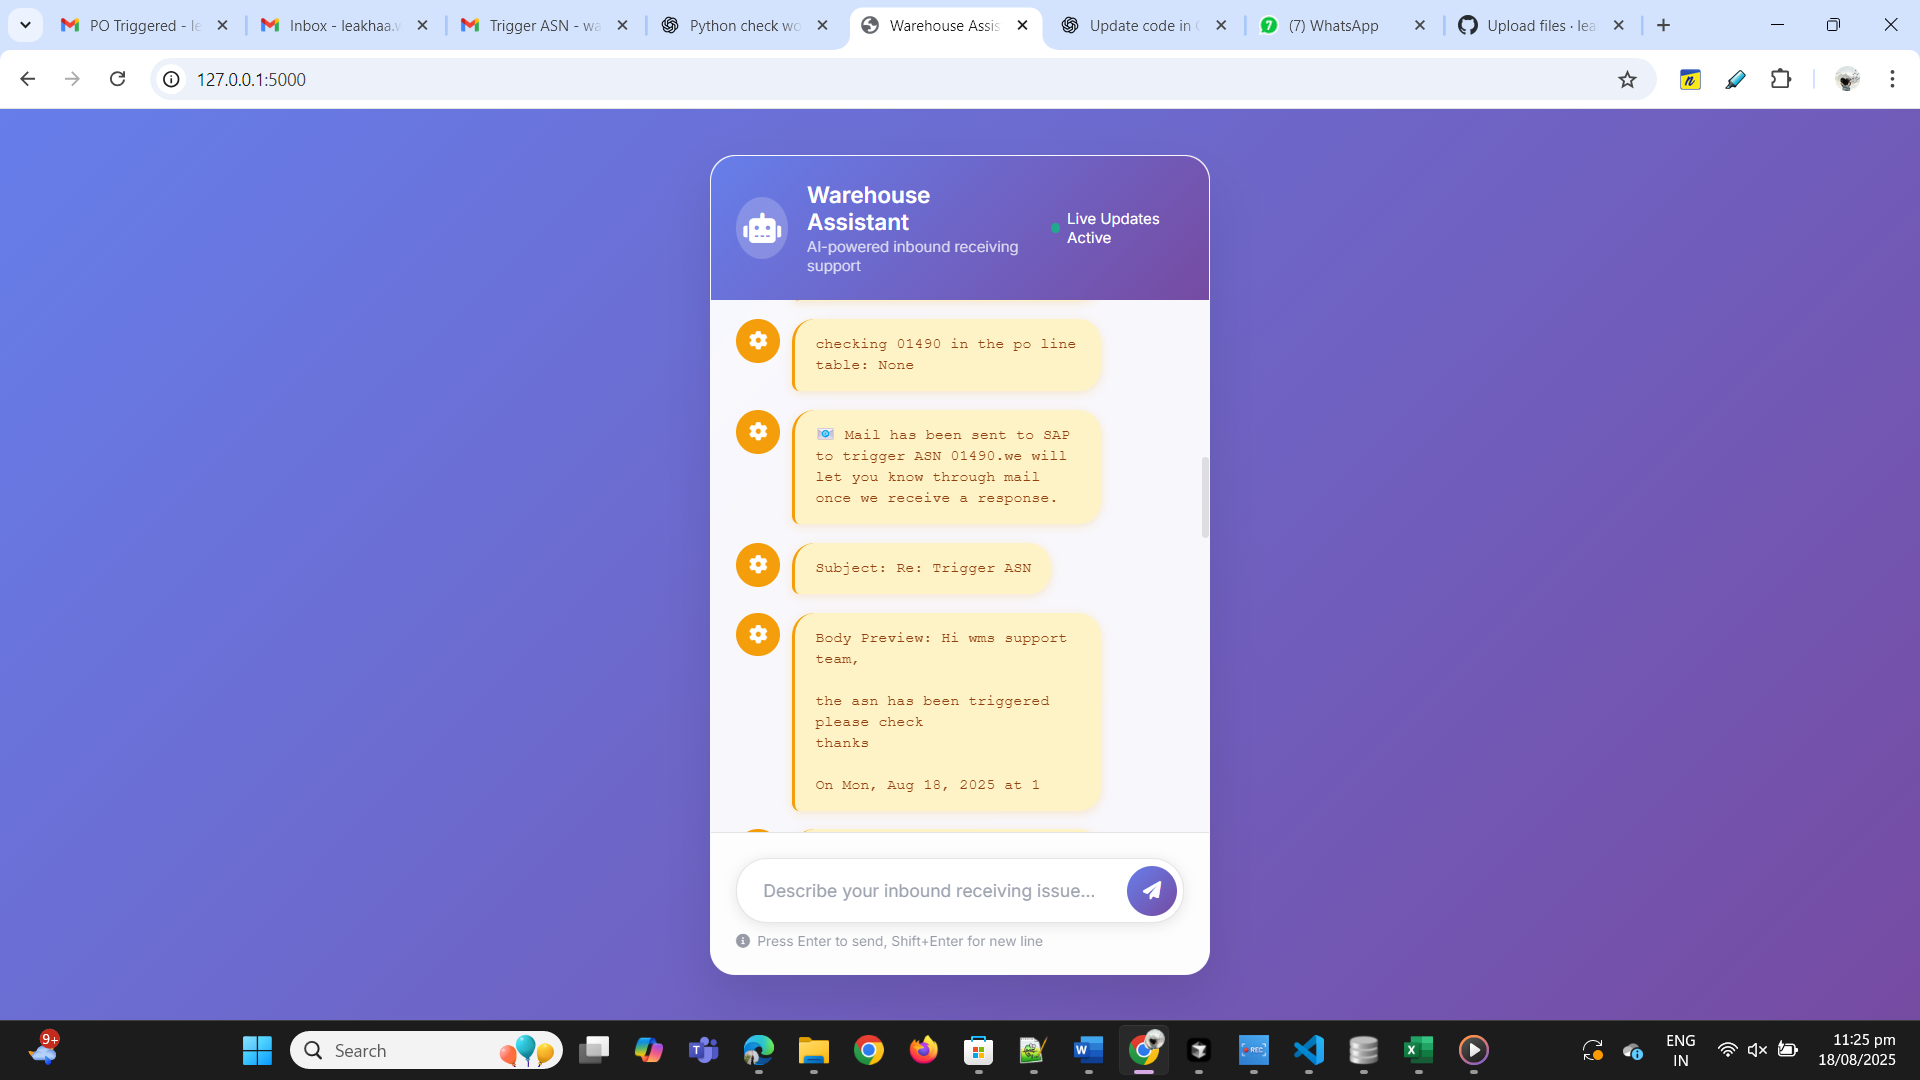 PO Triggered - le
Inbox - leakhaa.w
Trigger ASN - wa
Python check wo
Warehouse Assis
Update code in
(7) WhatsApp
Upload files · lea
127.0.0.1:5000
Warehouse
Assistant
AI-powered inbound receiving
support
Live Updates
Active
checking 01490 in the po line
table: None
📧 Mail has been sent to SAP
to trigger ASN 01490.we will
let you know through mail
once we receive a response.
Subject: Re: Trigger ASN
Body Preview: Hi wms support
team,
the asn has been triggered
please check
thanks
On Mon, Aug 18, 2025 at 1
Describe your inbound receiving issue...
Press Enter to send, Shift+Enter for new line
9+
Search
REC
ENG
IN
11:25 pm
18/08/2025